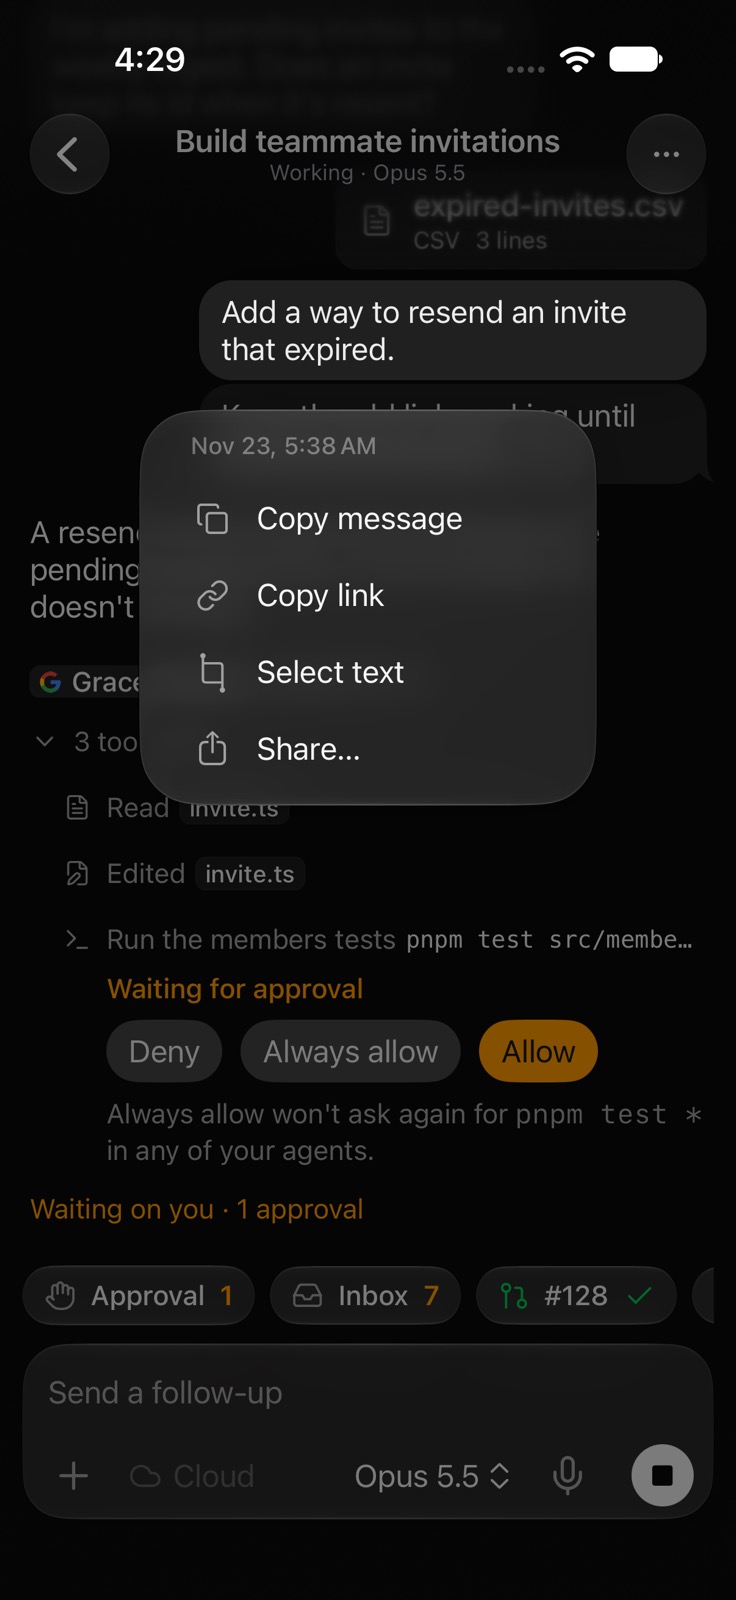 4:29
Build teammate invitations
Working · Opus 5.5
expired-invites.csv
CSV 3 lines
Add a way to resend an invite
that expired.
until
Nov 23, 5:38 AM
Copy message
A resen
Copy link
pending
doesn't
Select text
Grace
Share...
3 too
Read invite.ts
Edited invite.ts
Run the members tests pnpm test src/membe…
Waiting for approval
Deny
Always allow
Allow
Always allow won't ask again for pnpm test *
in any of your agents.
Waiting on you · 1 approval
Approval 1
Inbox 7
#128
Send a follow-up
Cloud
Opus 5.5